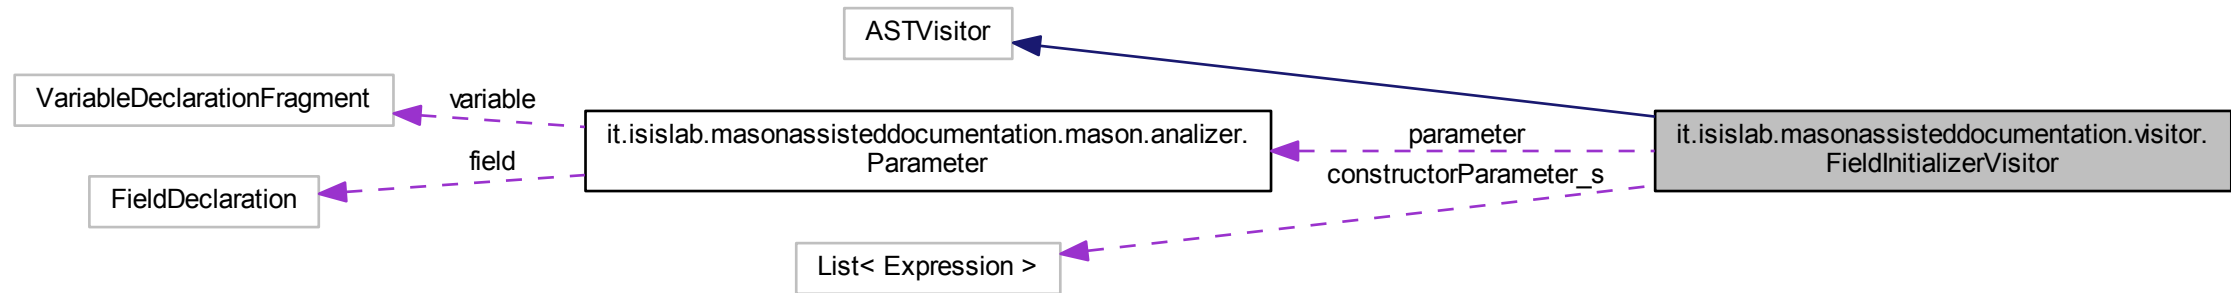 ASTVisitor
VariableDeclarationFragment
variable
it.isislab.masonassisteddocumentation.mason.analizer.
Parameter
field
FieldDeclaration
parameter
constructorParameter_s
it.isislab.masonassisteddocumentation.visitor.
FieldInitializerVisitor
List< Expression >